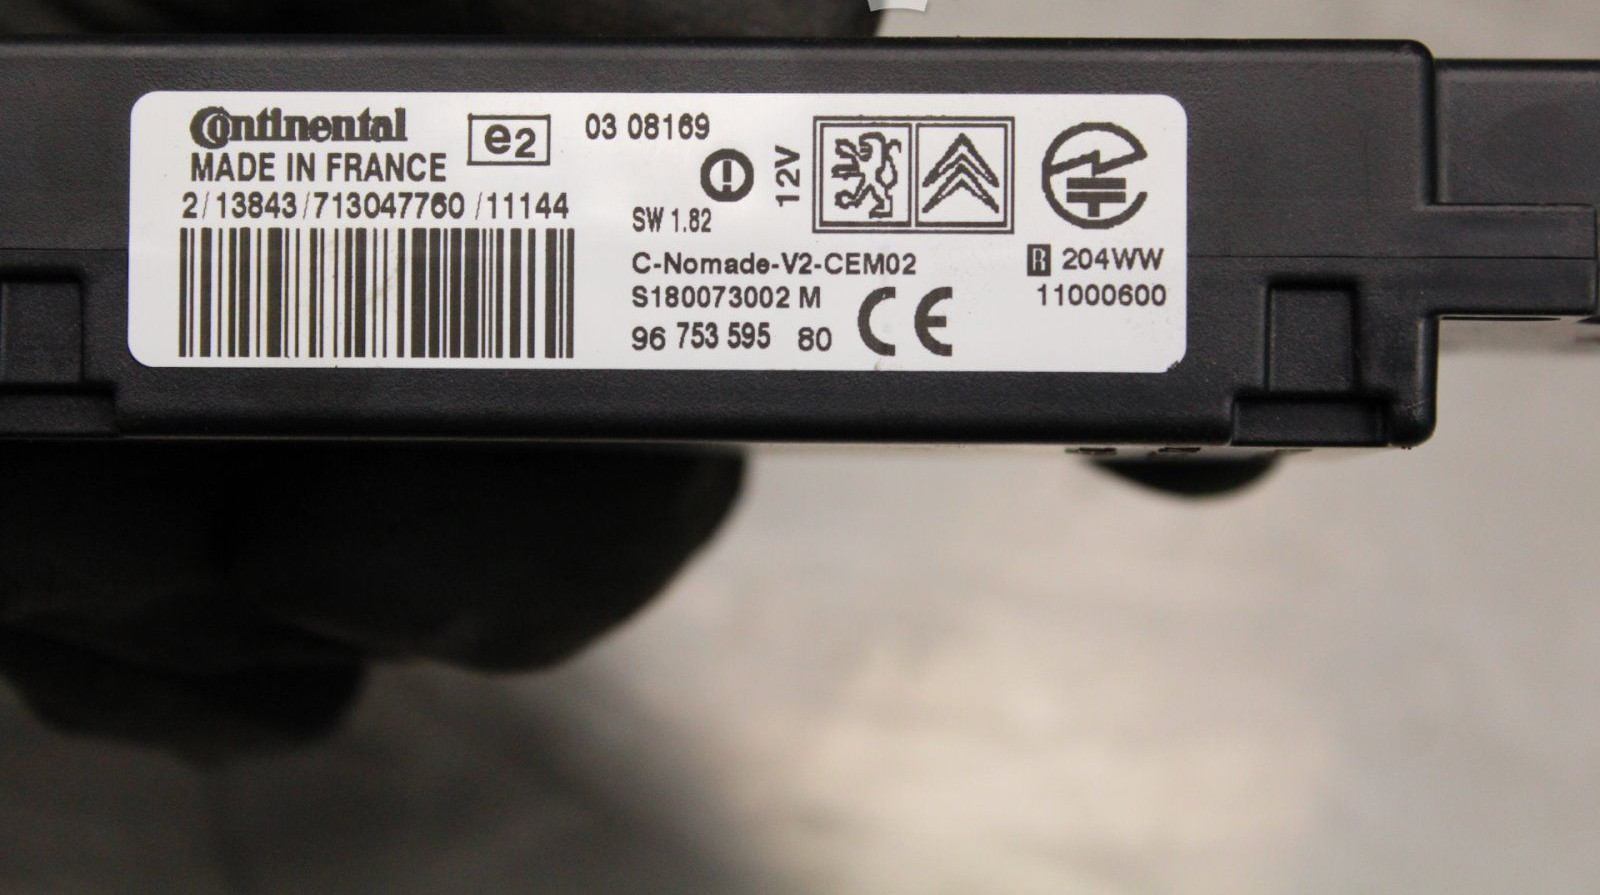 Continental
MADE IN FRANCE
e2
03 08169
2/13843/713047760/11144
12V
SW 1.82
C-Nomade-V2-CEM02
S180073002 M
96 753 595 80
CE
R 204WW
11000600